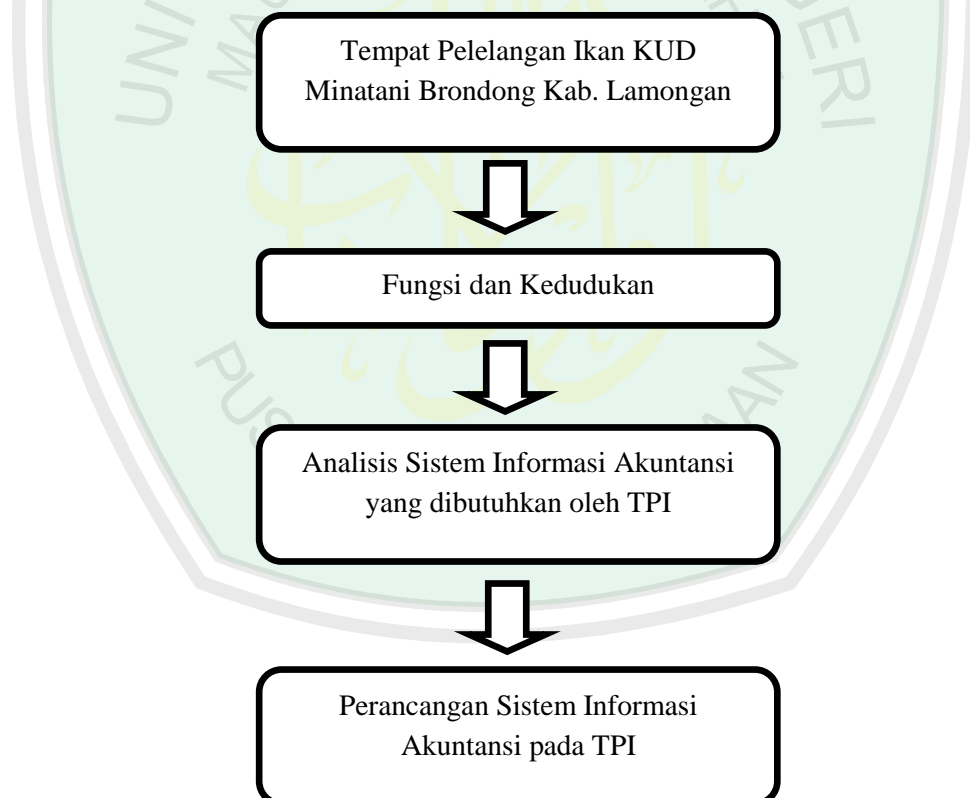 Tempat Pelelangan Ikan KUD
Minatani Brondong Kab. Lamongan
Fungsi dan Kedudukan
Analisis Sistem Informasi Akuntansi
yang dibutuhkan oleh TPI
Perancangan Sistem Informasi
Akuntansi pada TPI